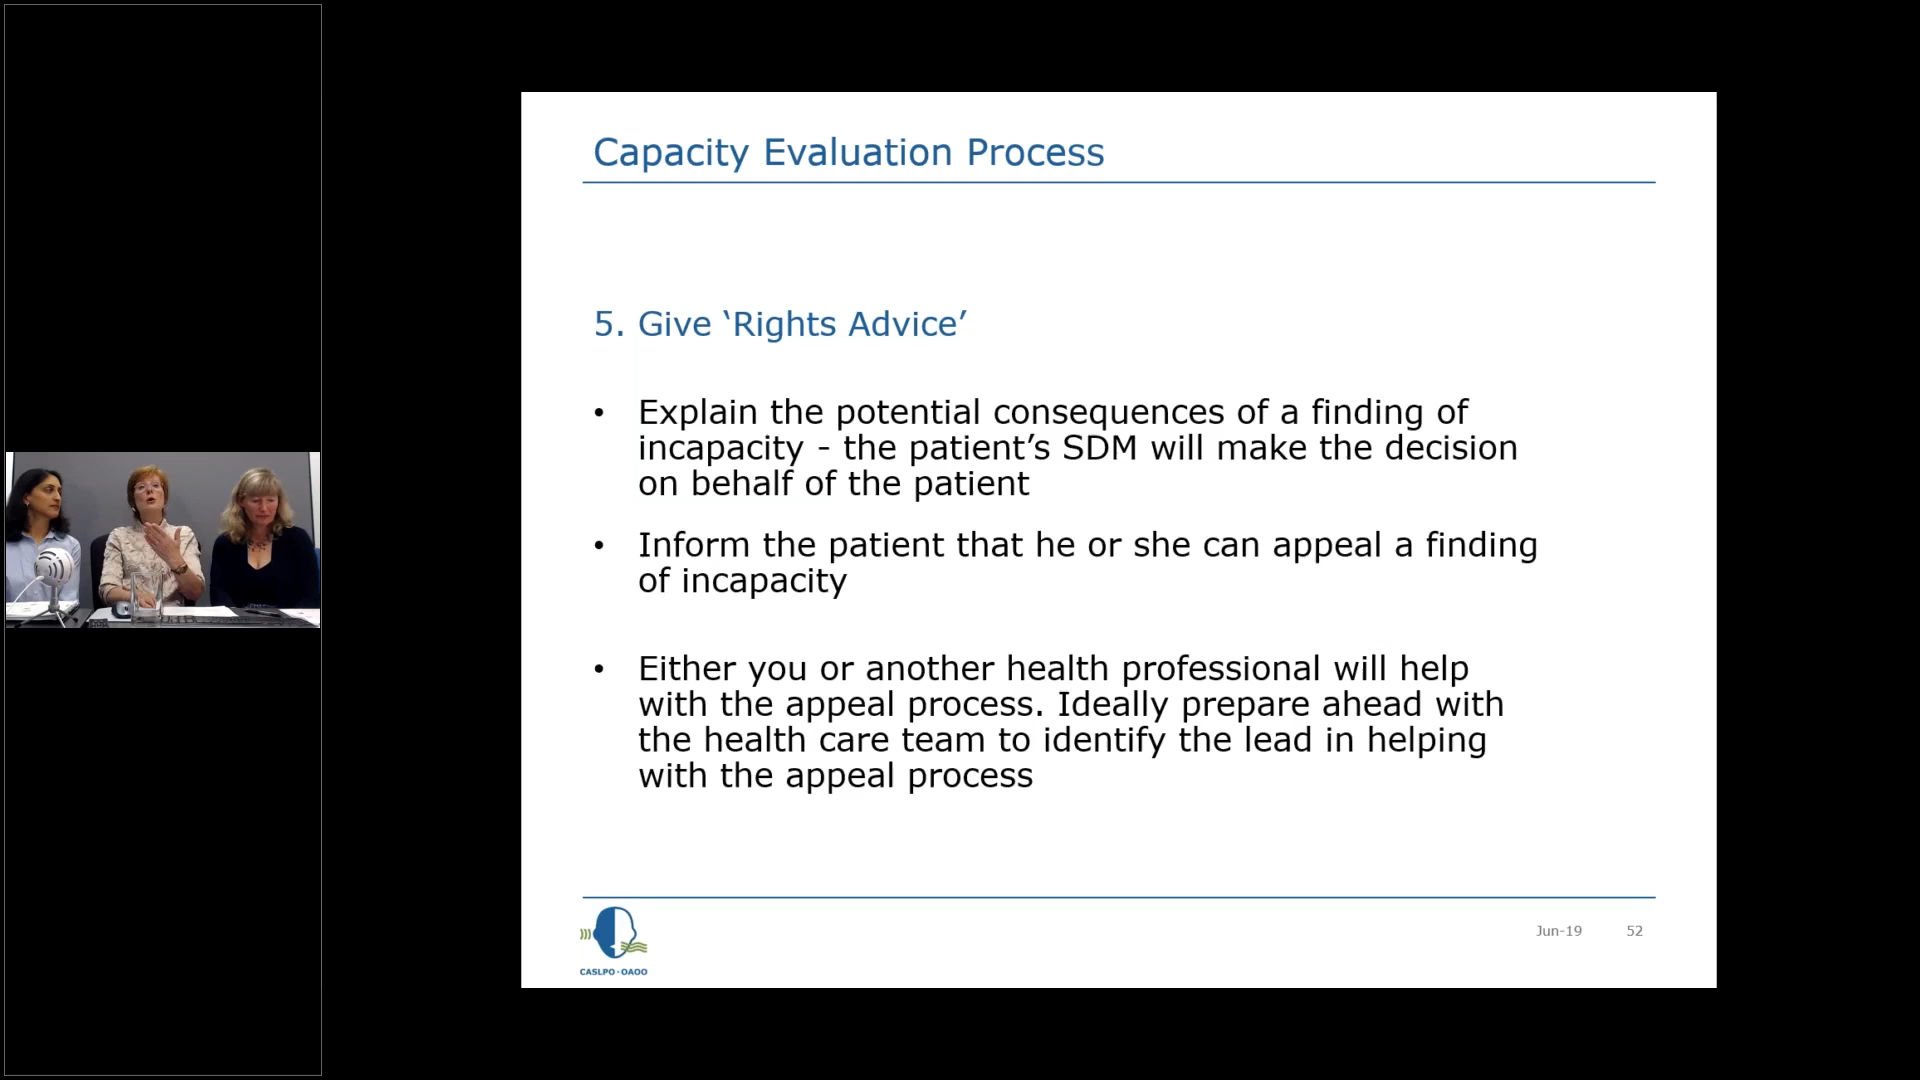 Capacity Evaluation Process
5. Give ‘Rights Advice’
• Explain the potential consequences of a finding of
incapacity - the patient’s SDM will make the decision
on behalf of the patient
• Inform the patient that he or she can appeal a finding
of incapacity
• Either you or another health professional will help
with the appeal process. Ideally prepare ahead with
the health care team to identify the lead in helping
with the appeal process
CASLPO•OAOO
Jun-19 52